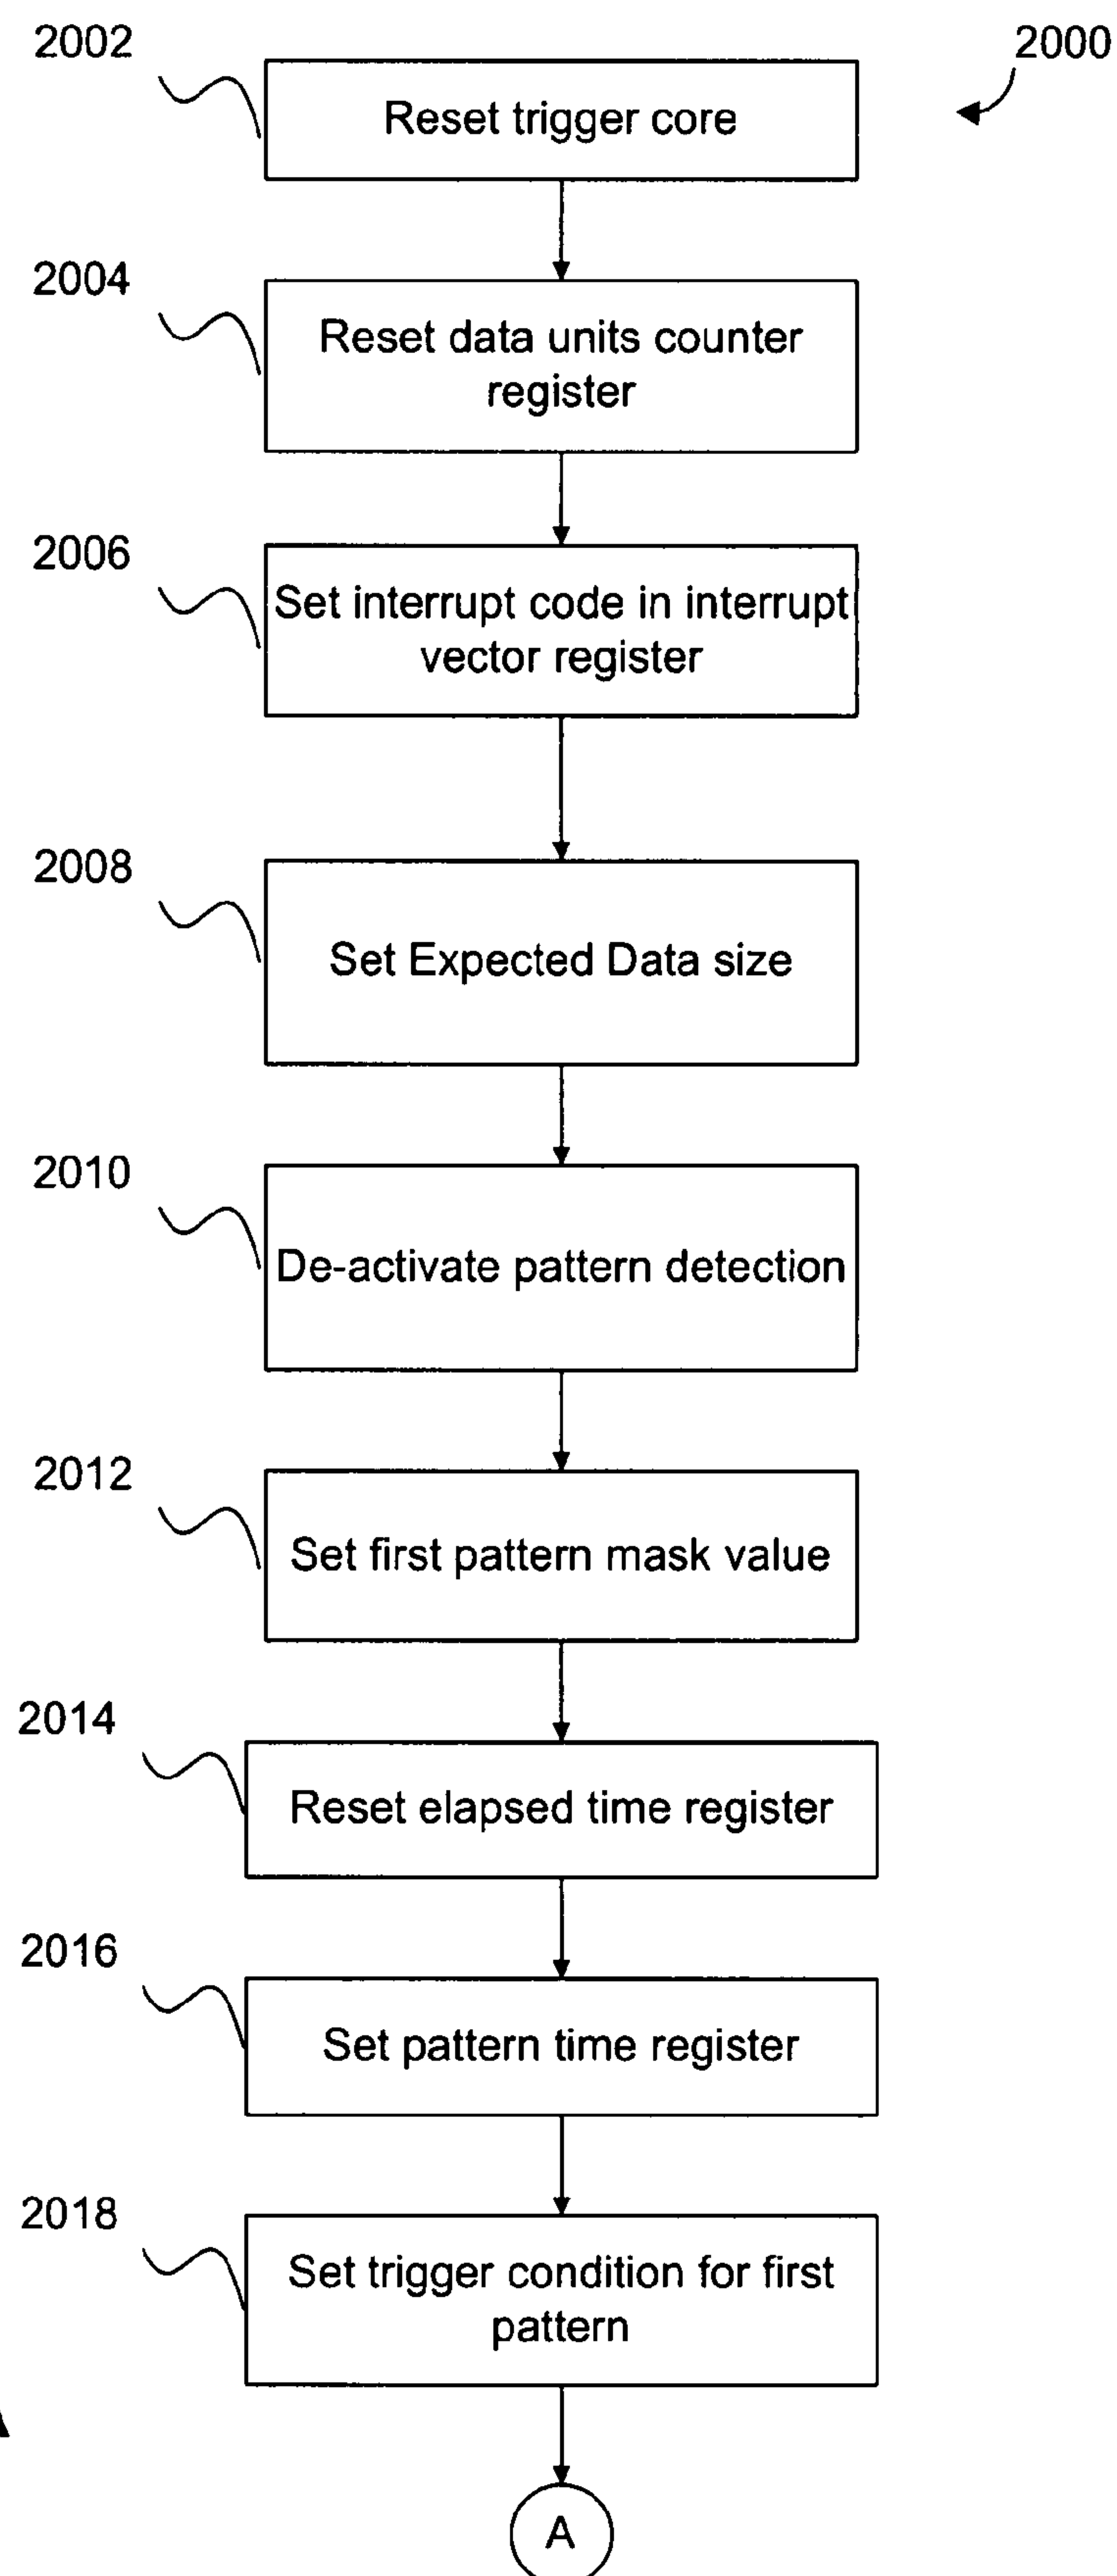 2002
2000
Reset trigger core
2004
Reset data units counter
register
2006
Set interrupt code in interrupt
vector register
2008
Set Expected Data size
2010
De-activate pattern detection
2012
Set first pattern mask value
2014
Reset elapsed time register
2016
Set pattern time register
2018
Set trigger condition for first
pattern
A